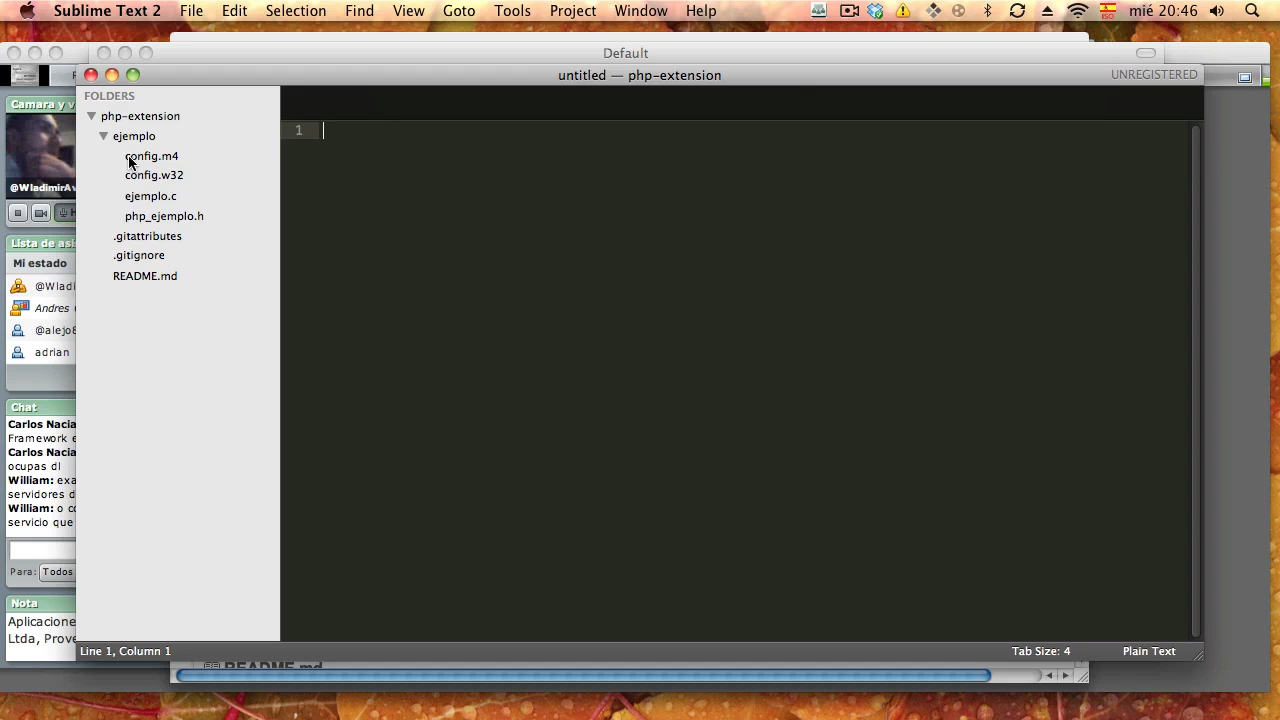 Sublime Text 2 File Edit Selection Find View Goto Tools Project Window Help mié 20:46
ISO
Default
untitled — php-extension UNREGISTERED
FOLDERS
php-extension
ejemplo
config.m4
config.w32
ejemplo.c
php_ejemplo.h
.gitattributes
.gitignore
README.md
1
Line 1, Column 1 Tab Size: 4 Plain Text
Camara y v
@WladimirAv
Lista de asi
Mi estado
@Wladi
Andres
@alejo8
adrian
Chat
Carlos Nacia
Framework e
Carlos Nacia
ocupas dl
William: exa
servidores d
William: o co
servicio que
Para: Todos
Nota
Aplicacione
Ltda, Prove
README.md